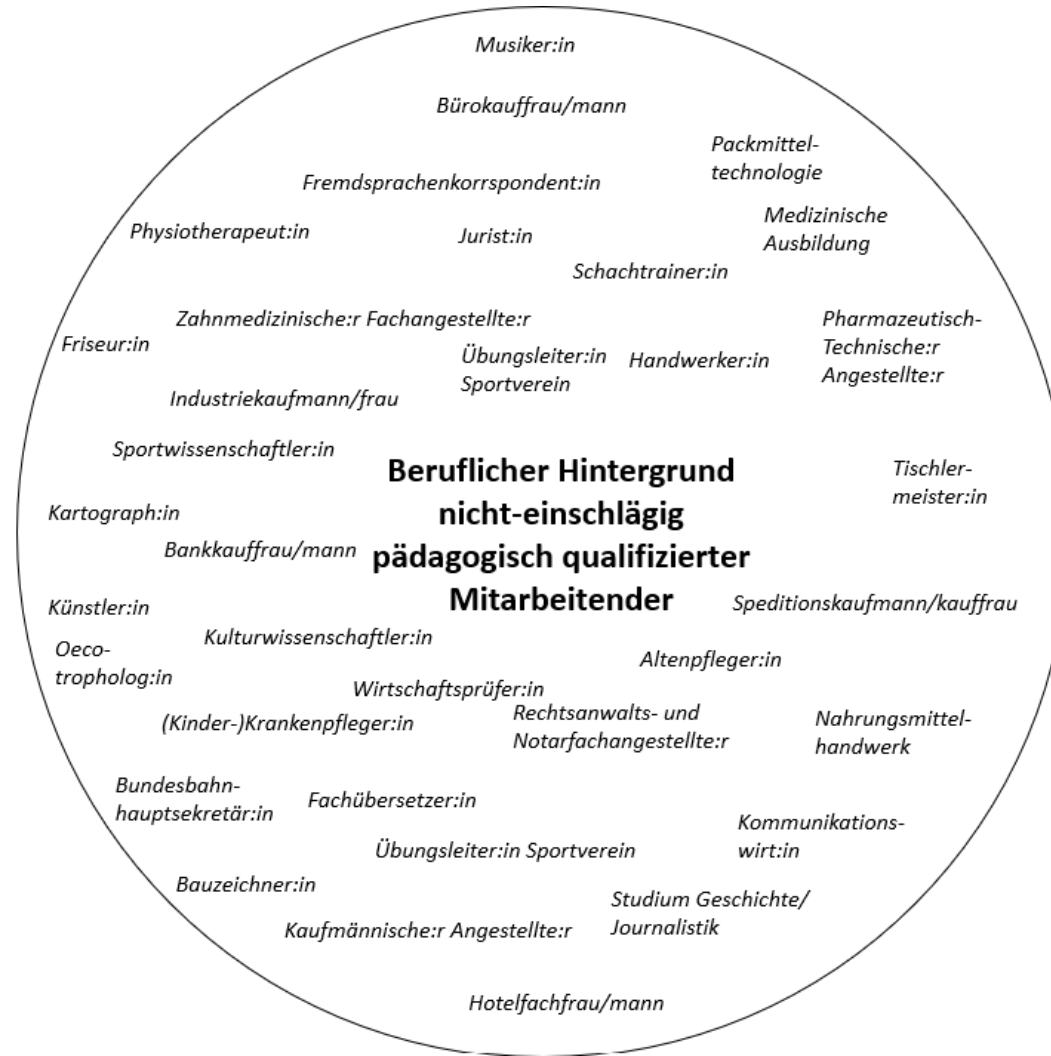 Musiker:in
Bürokauffrau/mann
Packmittel-
technologie
Fremdsprachenkorrspondent:in
Medizinische
Ausbildung
Physiotherapeut:in
Jurist:in
Schachtrainer:in
Zahnmedizinische:r Fachangestellte:r
Pharmazeutisch-
Technische:r
Angestellte:r
Friseur:in
Übungsleiter:in
Sportverein
Handwerker:in
Industriekaufmann/frau
Sportwissenschaftler:in
Beruflicher Hintergrund
nicht-einschlägig
pädagogisch qualifizierter
Mitarbeitender
Tischler-
meister:in
Kartograph:in
Bankkauffrau/mann
Künstler:in
Speditionskaufmann/kauffrau
Kulturwissenschaftler:in
Oeco-
tropholog:in
Altenpfleger:in
Wirtschaftsprüfer:in
(Kinder-)Krankenpfleger:in
Rechtsanwalts- und
Notarfachangestellte:r
Nahrungsmittel-
handwerk
Bundesbahn-
hauptsekretär:in
Fachübersetzer:in
Kommunikations-
wirt:in
Übungsleiter:in Sportverein
Bauzeichner:in
Studium Geschichte/
Journalistik
Kaufmännische:r Angestellte:r
Hotelfachfrau/mann